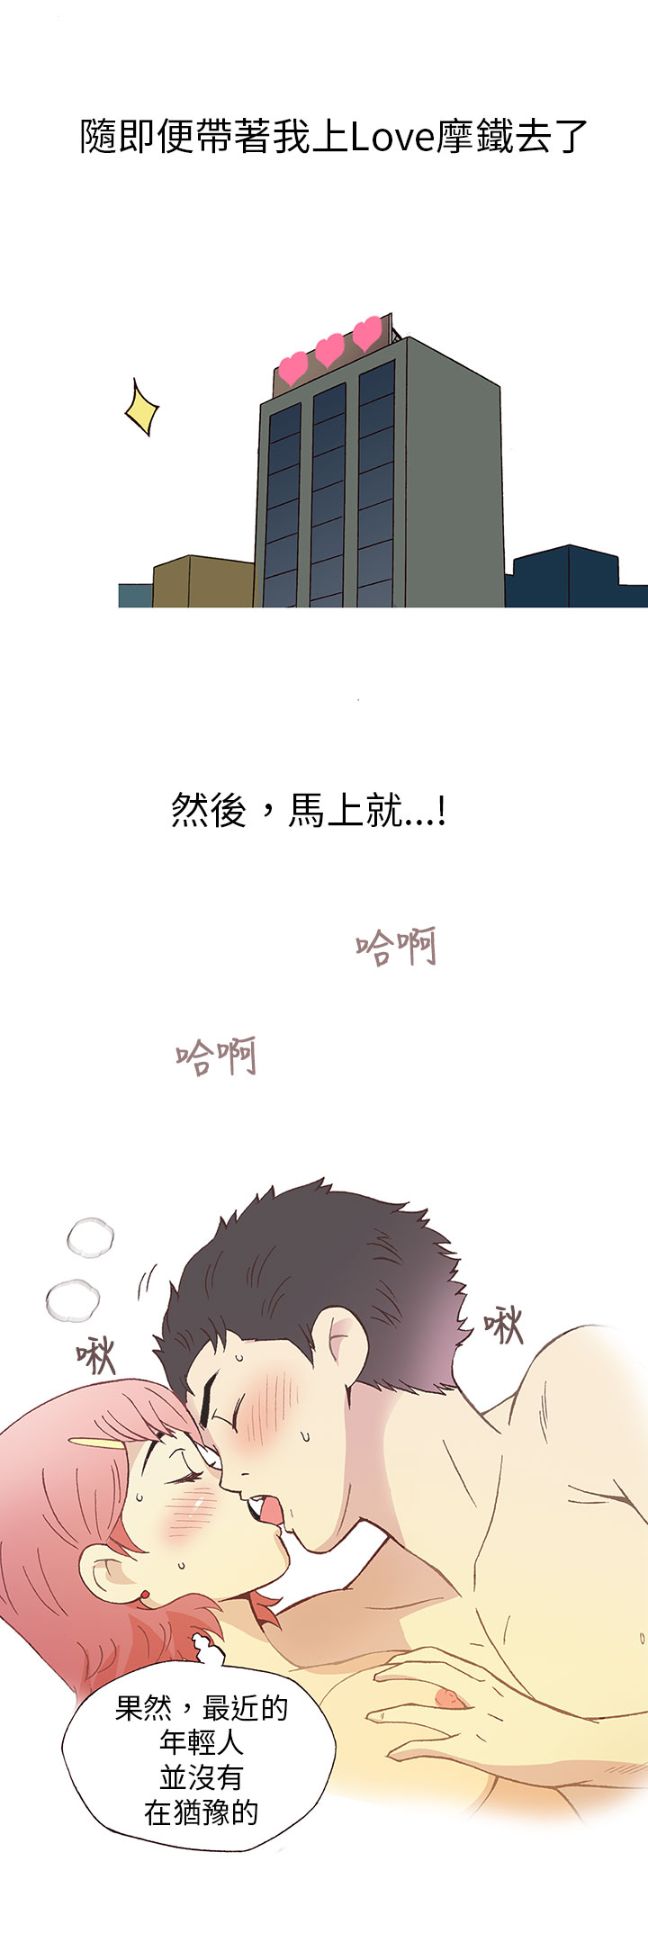 隨即便帶著我上Love摩鐵去了
然後，馬上就...!
哈啊
哈啊
啾
啾
果然，最近的
年輕人
並沒有
在猶豫的